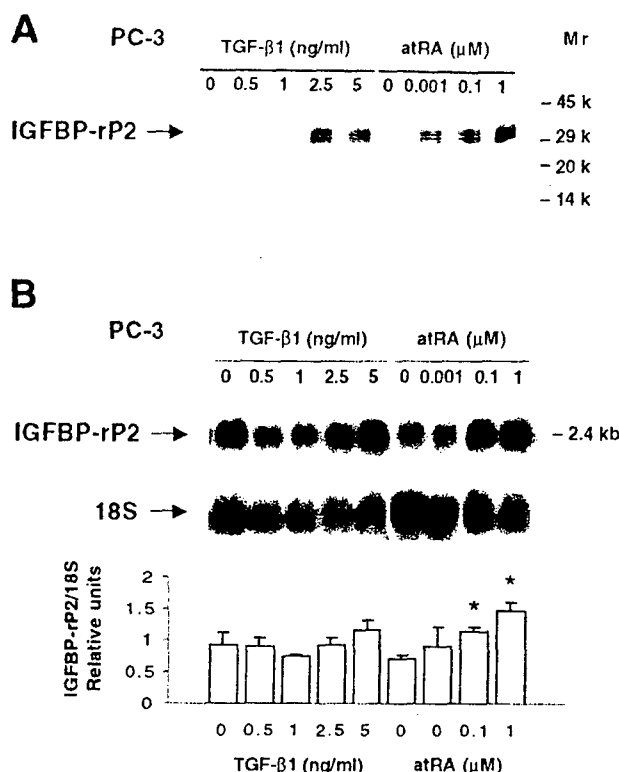 A
PC-3
TGF-β1 (ng/ml)
atRA (μM)
Mr
0 0.5 1 2.5 5 0 0.001 0.1 1
– 45 k
IGFBP-rP2
– 29 k
– 20 k
– 14 k
B
PC-3
TGF-β1 (ng/ml)
atRA (μM)
0 0.5 1 2.5 5 0 0.001 0.1 1
IGFBP-rP2
– 2.4 kb
18S
IGFBP-rP2/18S
Relative units
2
1.5
1
0.5
0
* *
0 0.5 1 2.5 5 0 0 0.1 1
TGF-β1 (ng/ml)
atRA (μM)